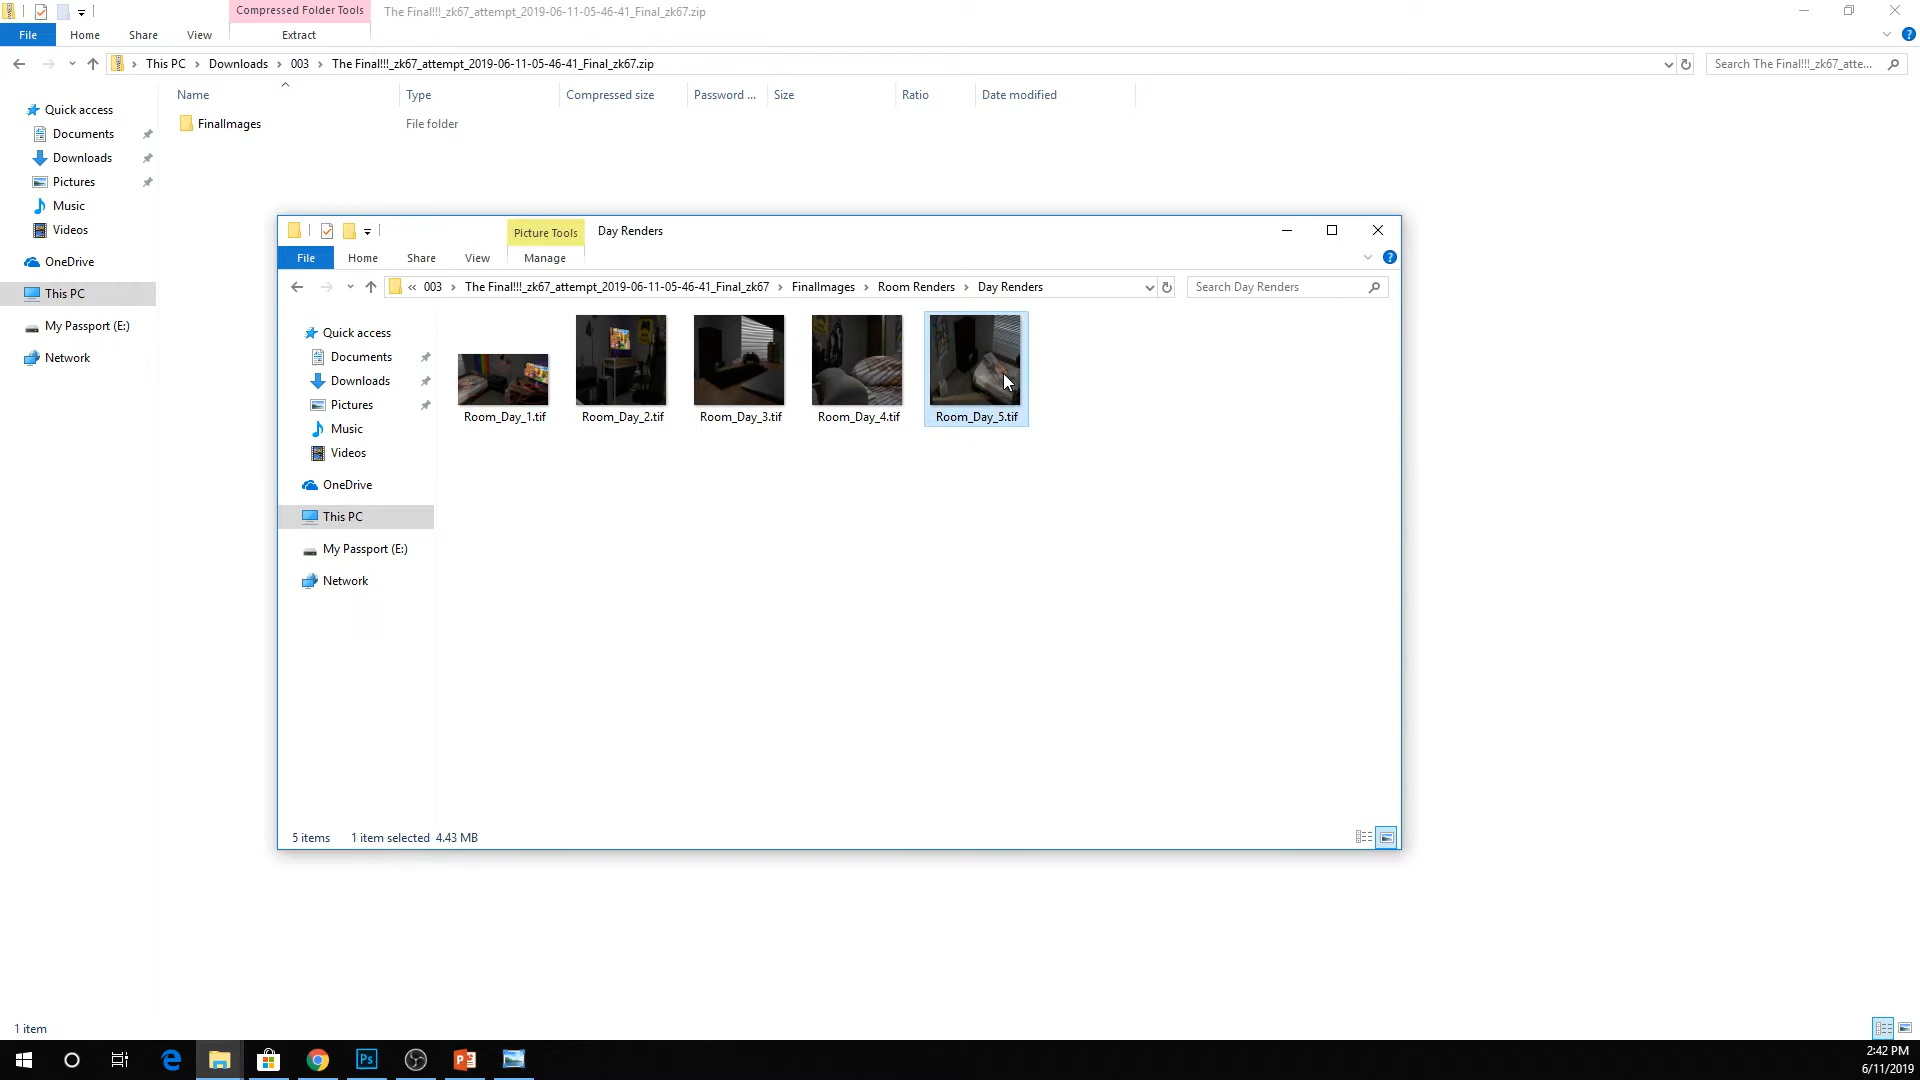 Compressed Folder Tools
The Final!!!_zk67_attempt_2019-06-11-05-46-41_Final_zk67.zip
File Home Share View Extract
This PC > Downloads > 003 > The Final!!!_zk67_attempt_2019-06-11-05-46-41_Final_zk67.zip
Search The Final!!!_zk67_atte...
Name Type Compressed size Password ... Size Ratio Date modified
FinalImages File folder
Quick access
Documents
Downloads
Pictures
Music
Videos
OneDrive
This PC
My Passport (E:)
Network
Picture Tools
Day Renders
File Home Share View Manage
« 003 > The Final!!!_zk67_attempt_2019-06-11-05-46-41_Final_zk67 > FinalImages > Room Renders > Day Renders
Search Day Renders
Quick access
Documents
Downloads
Pictures
Music
Videos
OneDrive
This PC
My Passport (E:)
Network
Room_Day_1.tif
Room_Day_2.tif
Room_Day_3.tif
Room_Day_4.tif
Room_Day_5.tif
5 items 1 item selected 4.43 MB
1 item
Ps
2:42 PM
6/11/2019